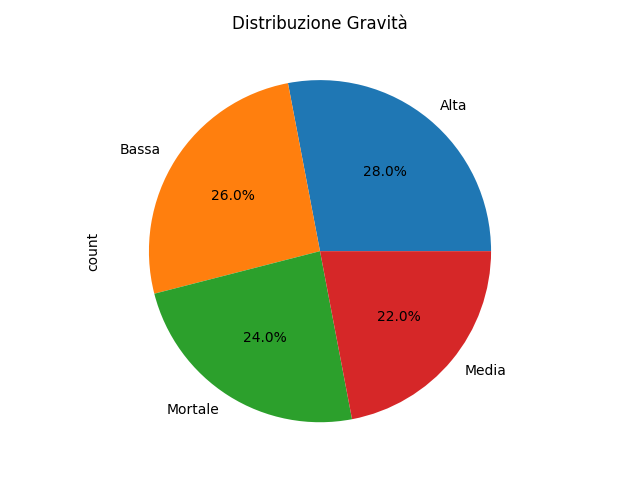 Distribuzione Gravità
Alta
Bassa
28.0%
26.0%
count
24.0%
22.0%
Media
Mortale